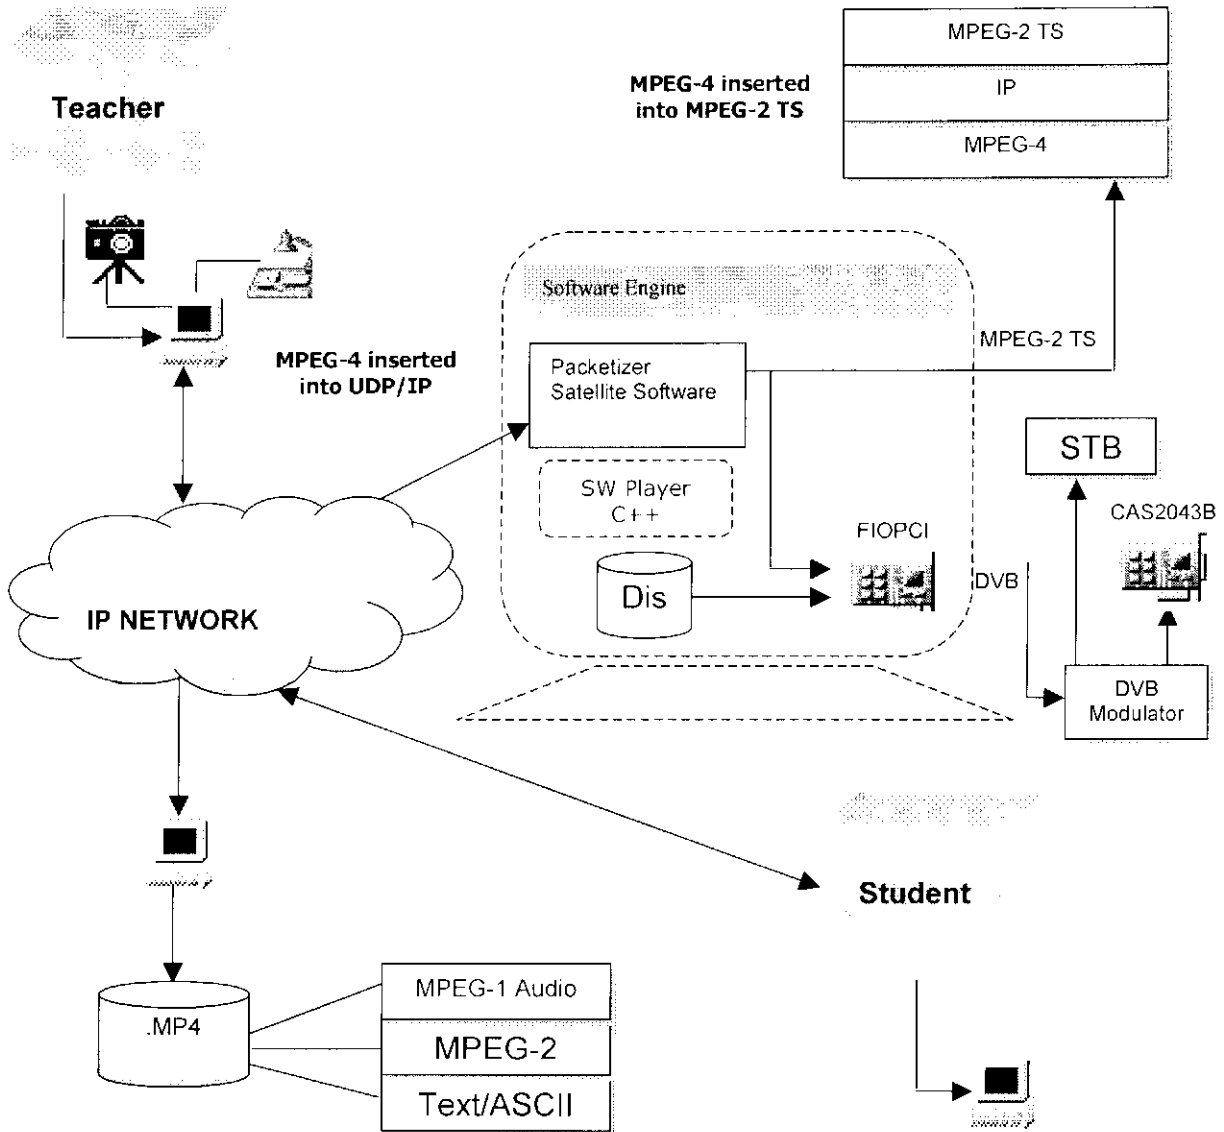 Teacher
MPEG-4 inserted
into MPEG-2 TS
MPEG-2 TS
IP
MPEG-4
Software Engine
MPEG-2 TS
MPEG-4 inserted
into UDP/IP
Packetizer
Satellite Software
SW Player
C++
Dis
FIOPCI
STB
CAS2043B
DVB
DVB
Modulator
IP NETWORK
Student
.MP4
MPEG-1 Audio
MPEG-2
Text/ASCII